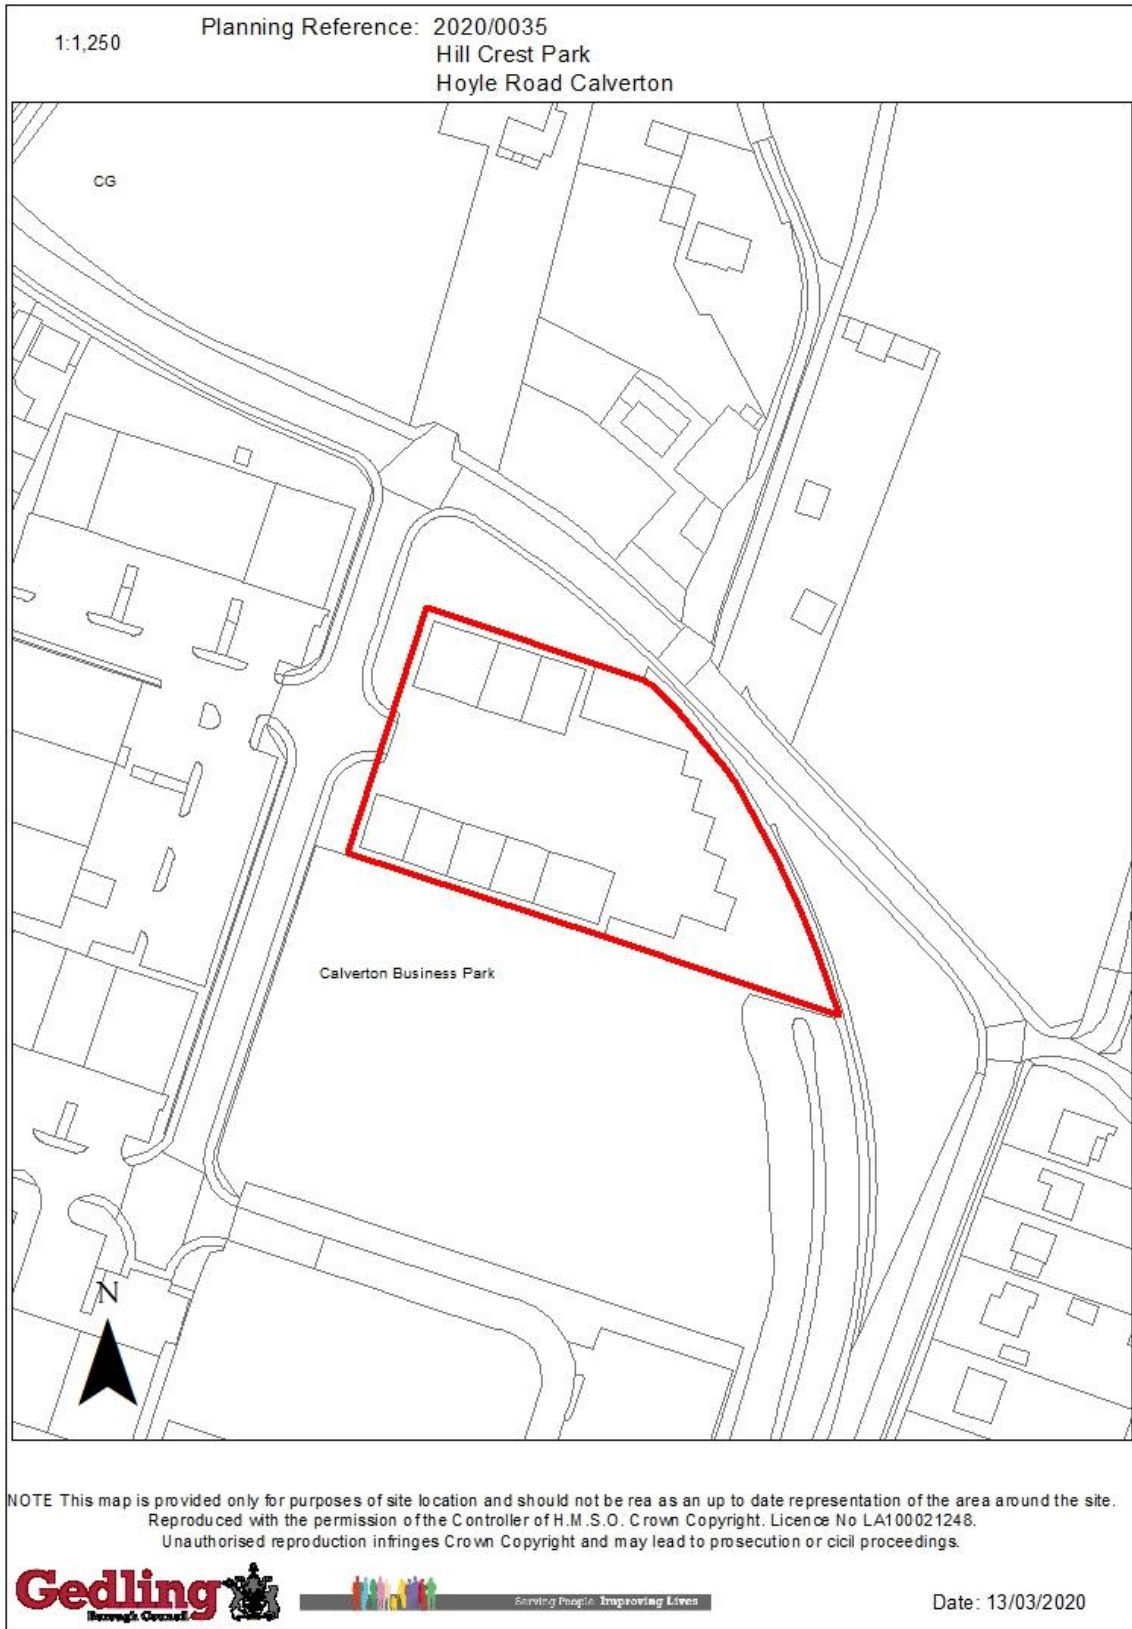 1:1,250
Planning Reference: 2020/0035
Hill Crest Park
Hoyle Road Calverton
CG
Calverton Business Park
N
NOTE This map is provided only for purposes of site location and should not be rea as an up to date representation of the area around the site.
Reproduced with the permission of the Controller of H.M.S.O. Crown Copyright. Licence No LA100021248.
Unauthorised reproduction infringes Crown Copyright and may lead to prosecution or cicil proceedings.
Gedling
Borough Council
Serving People Improving Lives
Date: 13/03/2020